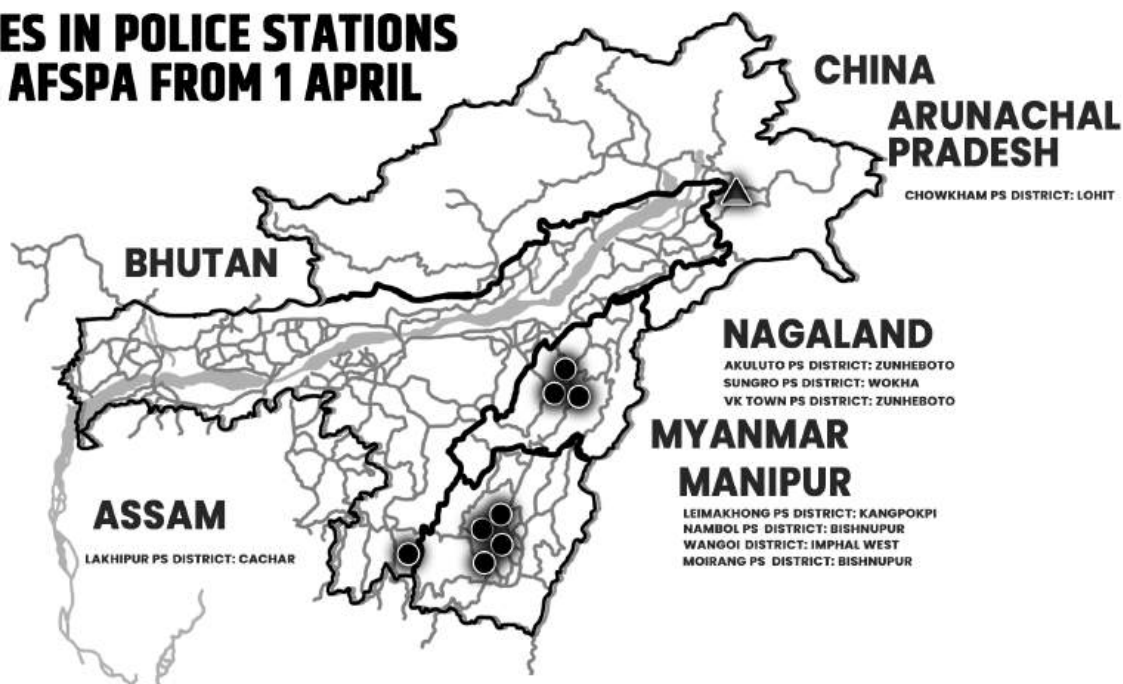 ES IN POLICE STATIONS
AFSPA FROM 1 APRIL
CHINA
ARUNACHAL
PRADESH
CHOWKHAM PS DISTRICT: LOHIT
BHUTAN
NAGALAND
AKULUTO PS DISTRICT: ZUNHEBOTO
SUNGRO PS DISTRICT: WOKHA
VK TOWN PS DISTRICT: ZUNHEBOTO
MYANMAR
MANIPUR
LEIMAKHONG PS DISTRICT: KANGPOKPI
NAMBOL PS DISTRICT: BISHNUPUR
WANGOI DISTRICT: IMPHAL WEST
MOIRANG PS DISTRICT: BISHNUPUR
ASSAM
LAKHIPUR PS DISTRICT: CACHAR